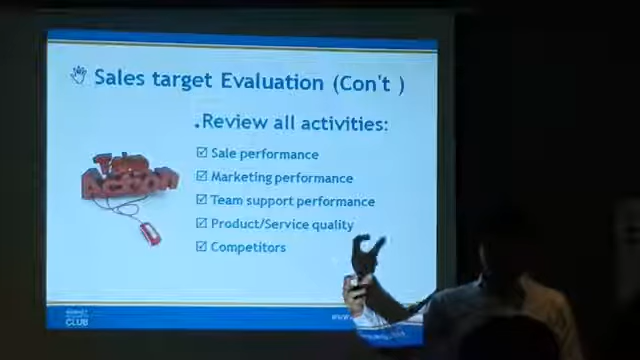 Sales target Evaluation (Con't )
.Review all activities:
Sale performance
Marketing performance
Team support performance
Product/Service quality
Competitors
Take
Action
CLUB
www.